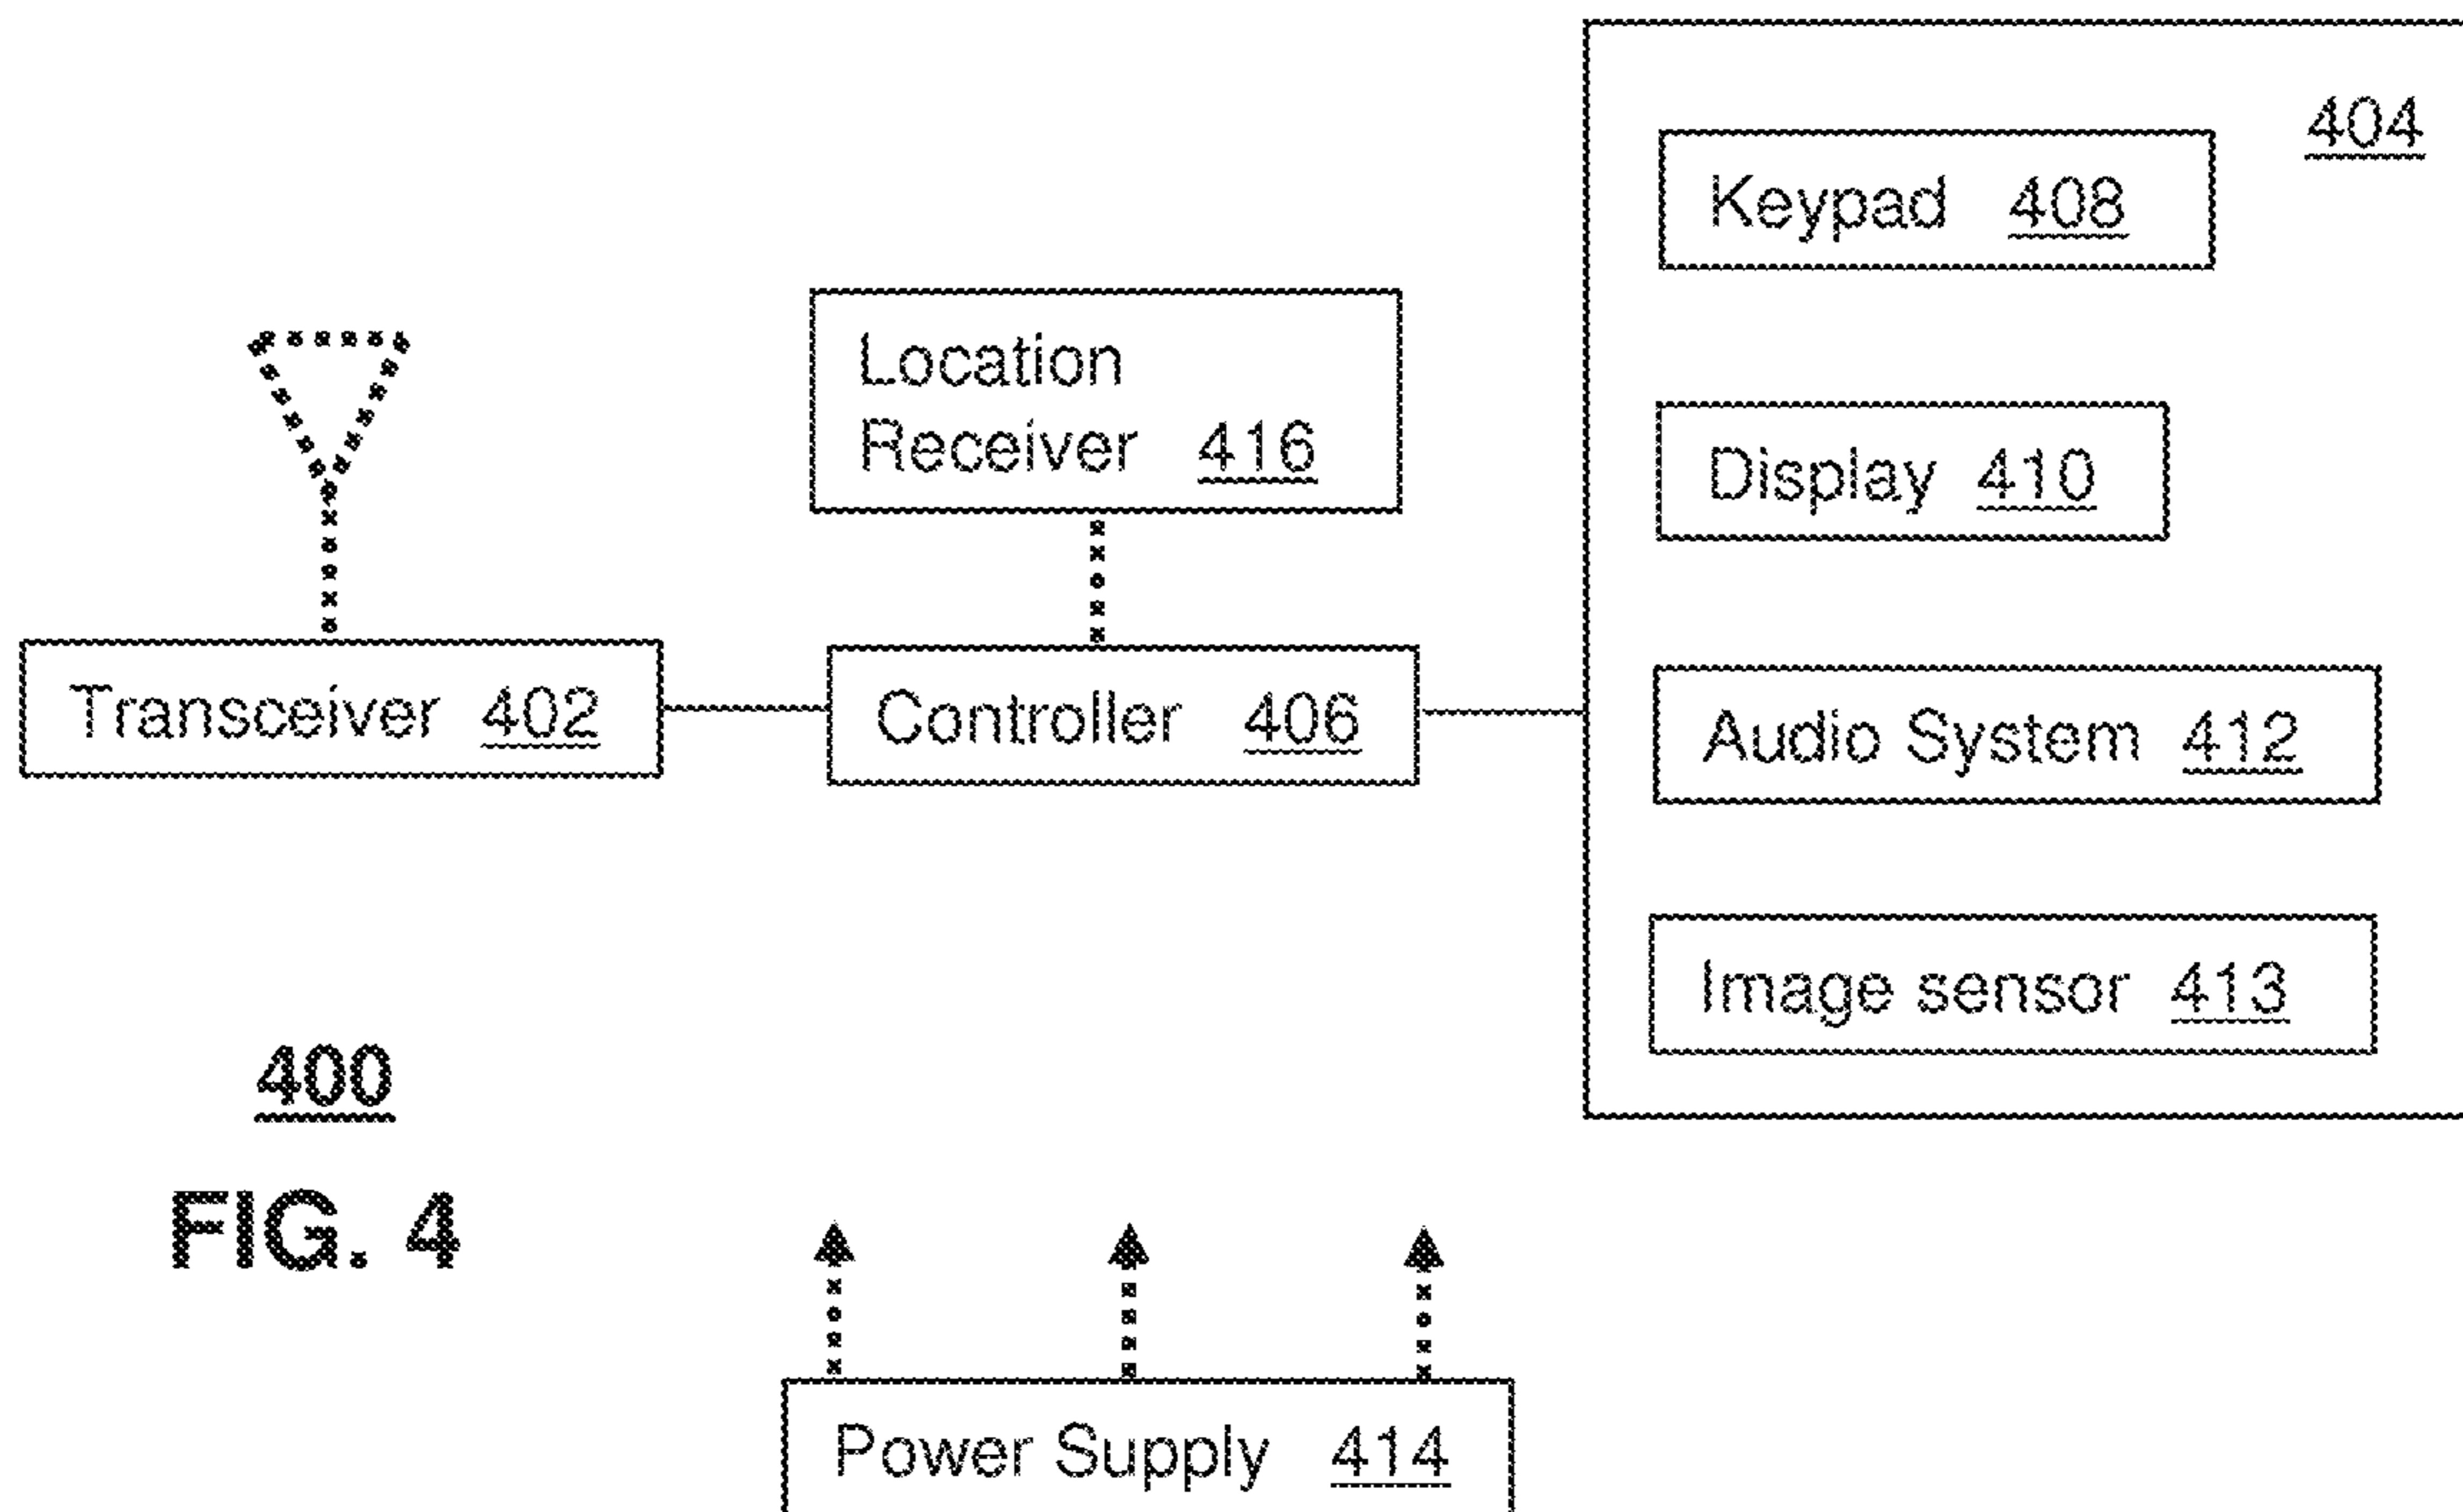 404
Keypad 408
Location
Receiver 416
Display 410
Transceiver 402
Controller 406
Audio System 412
Image sensor 413
400
FIG. 4
Power Supply 414